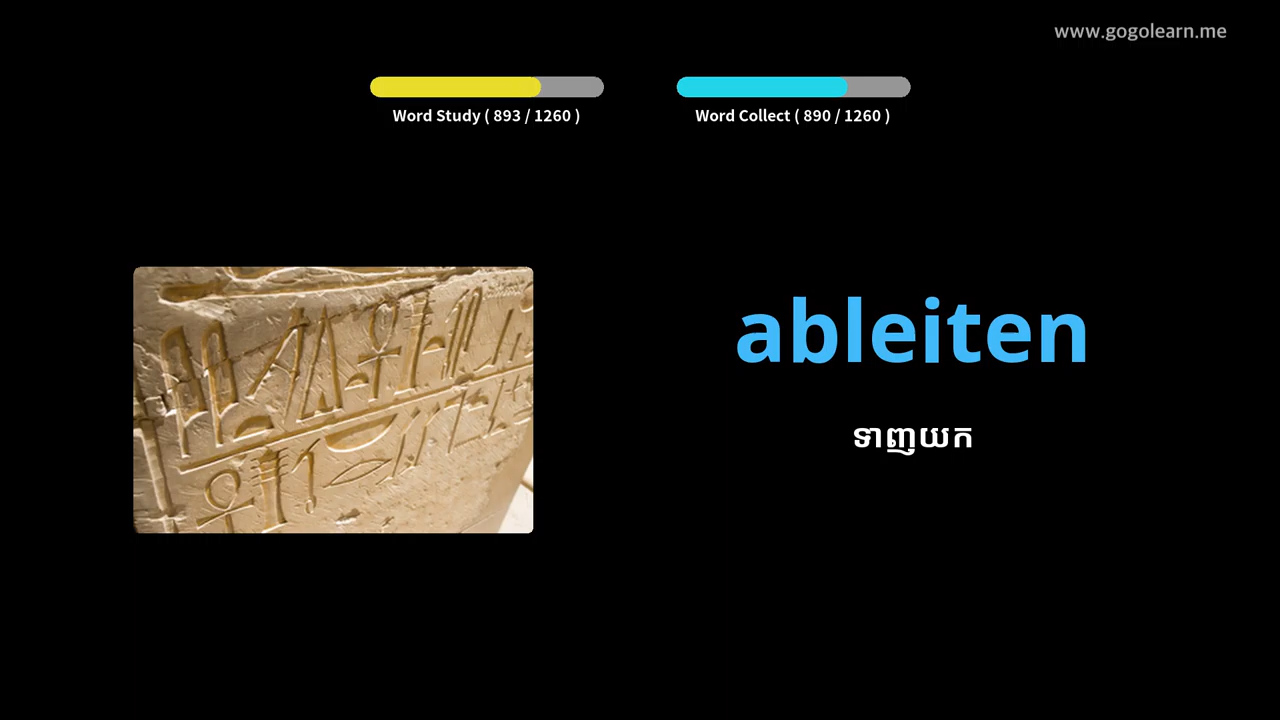 www.gogolearn.me
Word Study ( 893 / 1260 )
Word Collect ( 890 / 1260 )
ableiten
ទាញយក